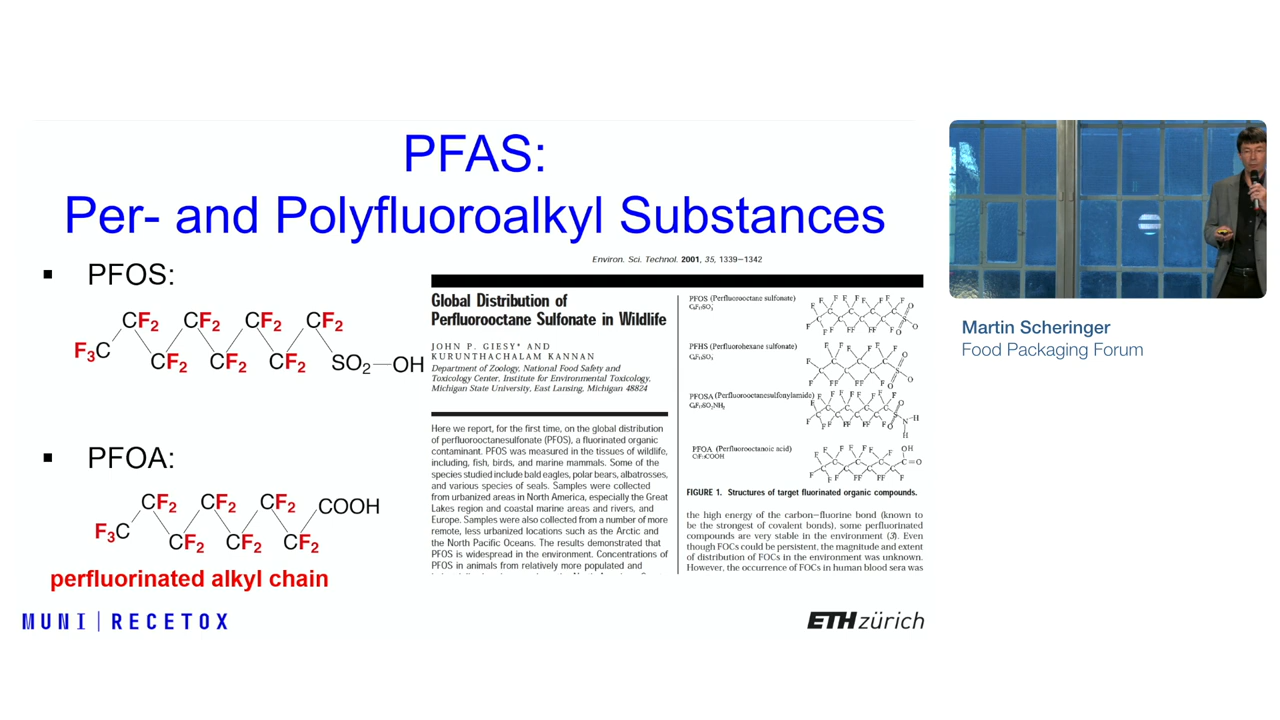 PFAS:
Per- and Polyfluoroalkyl Substances
▪ PFOS:
CF2 CF2 CF2 CF2
F3C CF2 CF2 CF2 SO2—OH
▪ PFOA:
CF2 CF2 CF2 COOH
F3C CF2 CF2 CF2
perfluorinated alkyl chain
MUNI | RECETOX
Environ. Sci. Technol. 2001, 35, 1339–1342
Global Distribution of
Perfluorooctane Sulfonate in Wildlife
JOHN P. GIESY* AND
KURUNTHACHALAM KANNAN
Department of Zoology, National Food Safety and
Toxicology Center, Institute for Environmental Toxicology,
Michigan State University, East Lansing, Michigan 48824
Here we report, for the first time, on the global distribution
of perfluorooctanesulfonate (PFOS), a fluorinated organic
contaminant. PFOS was measured in the tissues of wildlife,
including, fish, birds, and marine mammals. Some of the
species studied include bald eagles, polar bears, albatrosses,
and various species of seals. Samples were collected
from urbanized areas in North America, especially the Great
Lakes region and coastal marine areas and rivers, and
Europe. Samples were also collected from a number of more
remote, less urbanized locations such as the Arctic and
the North Pacific Oceans. The results demonstrated that
PFOS is widespread in the environment. Concentrations of
PFOS in animals from relatively more populated and
PFOS (Perfluorooctane sulfonate)
PFHS (Perfluorohexane sulfonate)
PFOSA (Perfluorooctanesulfonylamide)
PFOA (Perfluorooctanoic acid)
FIGURE 1. Structures of target fluorinated organic compounds.
the high energy of the carbon–fluorine bond (known to
be the strongest of covalent bonds), some perfluorinated
compounds are very stable in the environment (3). Even
though FOCs could be persistent, the magnitude and extent
of distribution of FOCs in the environment was unknown.
However, the occurrence of FOCs in human blood sera was
ETH zürich
Martin Scheringer
Food Packaging Forum